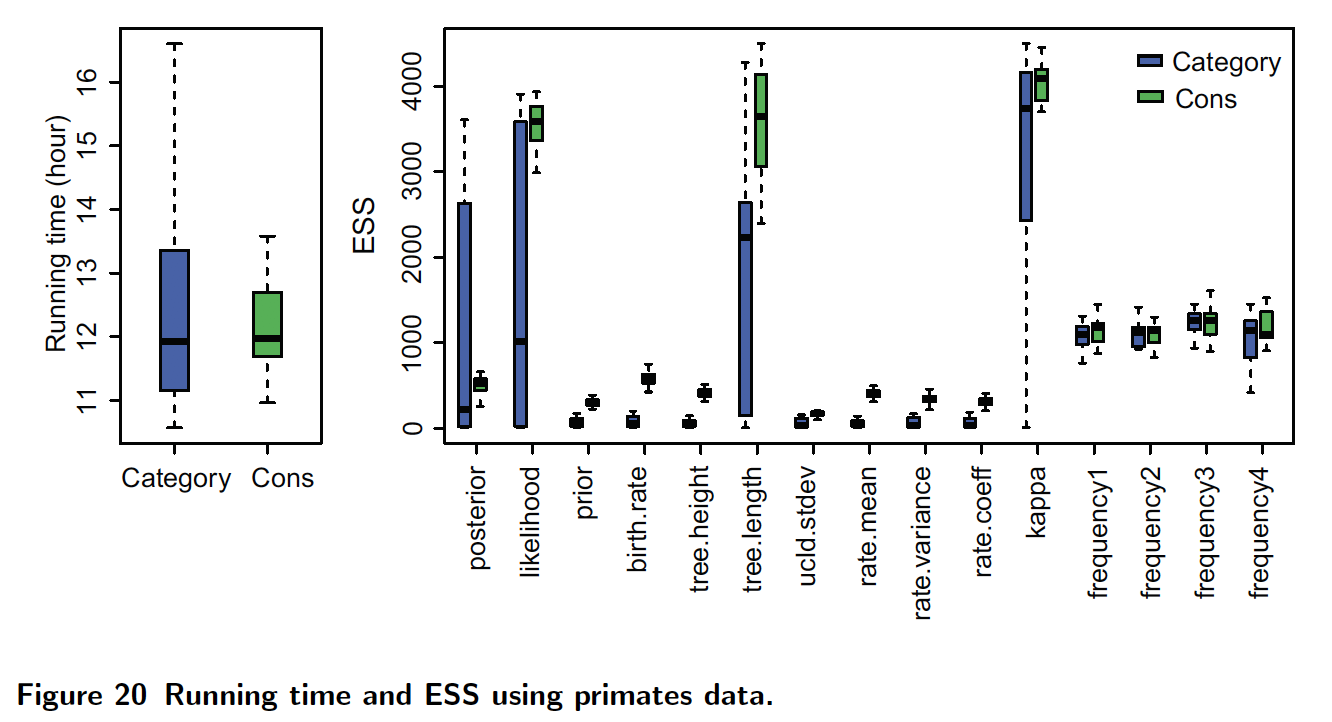 Running time (hour)
16
15
14
13
12
11
Category Cons
ESS
4000
3000
2000
1000
0
Category
Cons
posterior
likelihood
prior
birth.rate
tree.height
tree.length
ucld.stdev
rate.mean
rate.variance
rate.coeff
kappa
frequency1
frequency2
frequency3
frequency4
Figure 20 Running time and ESS using primates data.